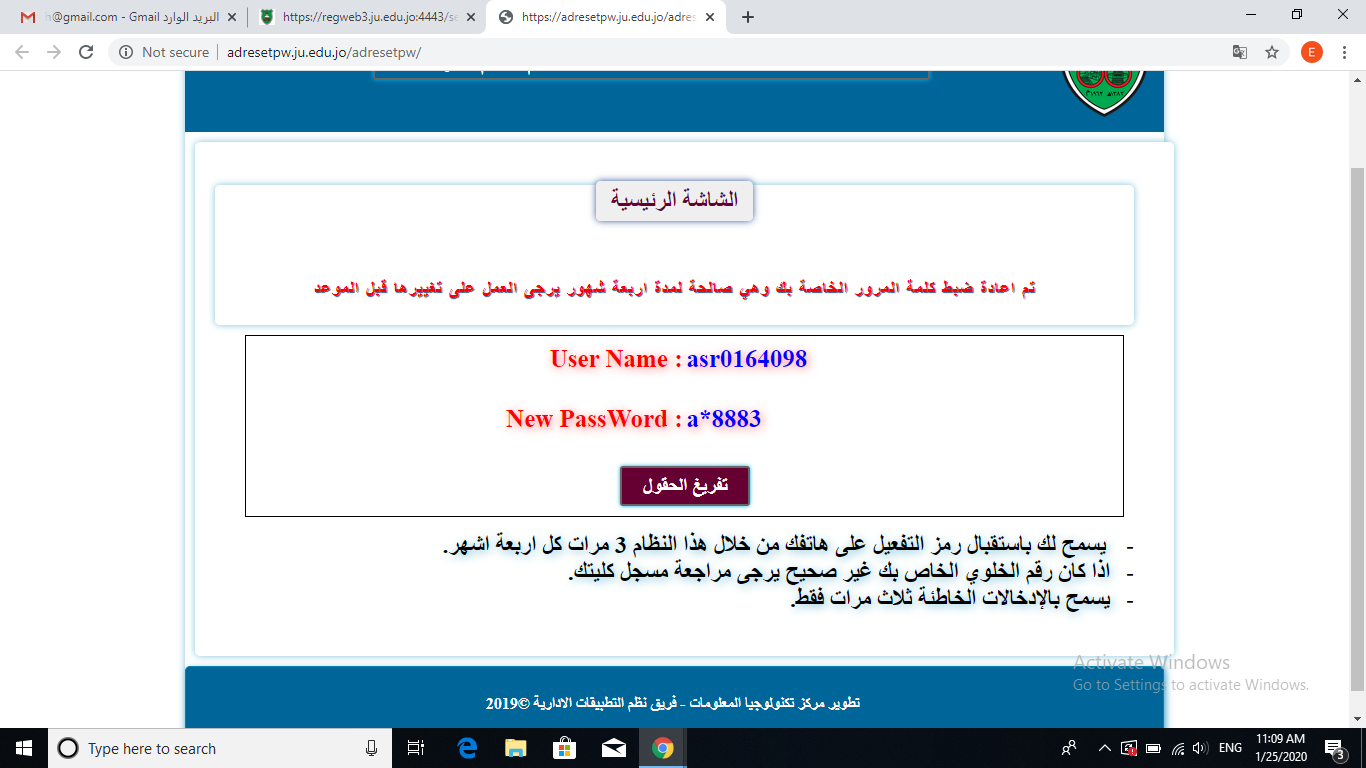 البريد الوارد - Gmail - h@gmail.com
https://regweb3.ju.edu.jo:4443/se
https://adresetpw.ju.edu.jo/adres
Not secure
adresetpw.ju.edu.jo/adresetpw/
E
الشاشة الرئيسية
تم اعادة ضبط كلمة المرور الخاصة بك وهي صالحة لمدة اربعة شهور يرجى العمل على تغييرها قبل الموعد
User Name : asr0164098
New PassWord : a*8883
تفريغ الحقول
- يسمح لك باستقبال رمز التفعيل على هاتفك من خلال هذا النظام 3 مرات كل اربعة اشهر.
- اذا كان رقم الخلوي الخاص بك غير صحيح يرجى مراجعة مسجل كليتك.
- يسمح بالإدخالات الخاطئة ثلاث مرات فقط.
Activate Windows
Go to Settings to activate Windows.
تطوير مركز تكنولوجيا المعلومات - فريق نظم التطبيقات الادارية ©2019
Type here to search
ENG
11:09 AM
1/25/2020
3